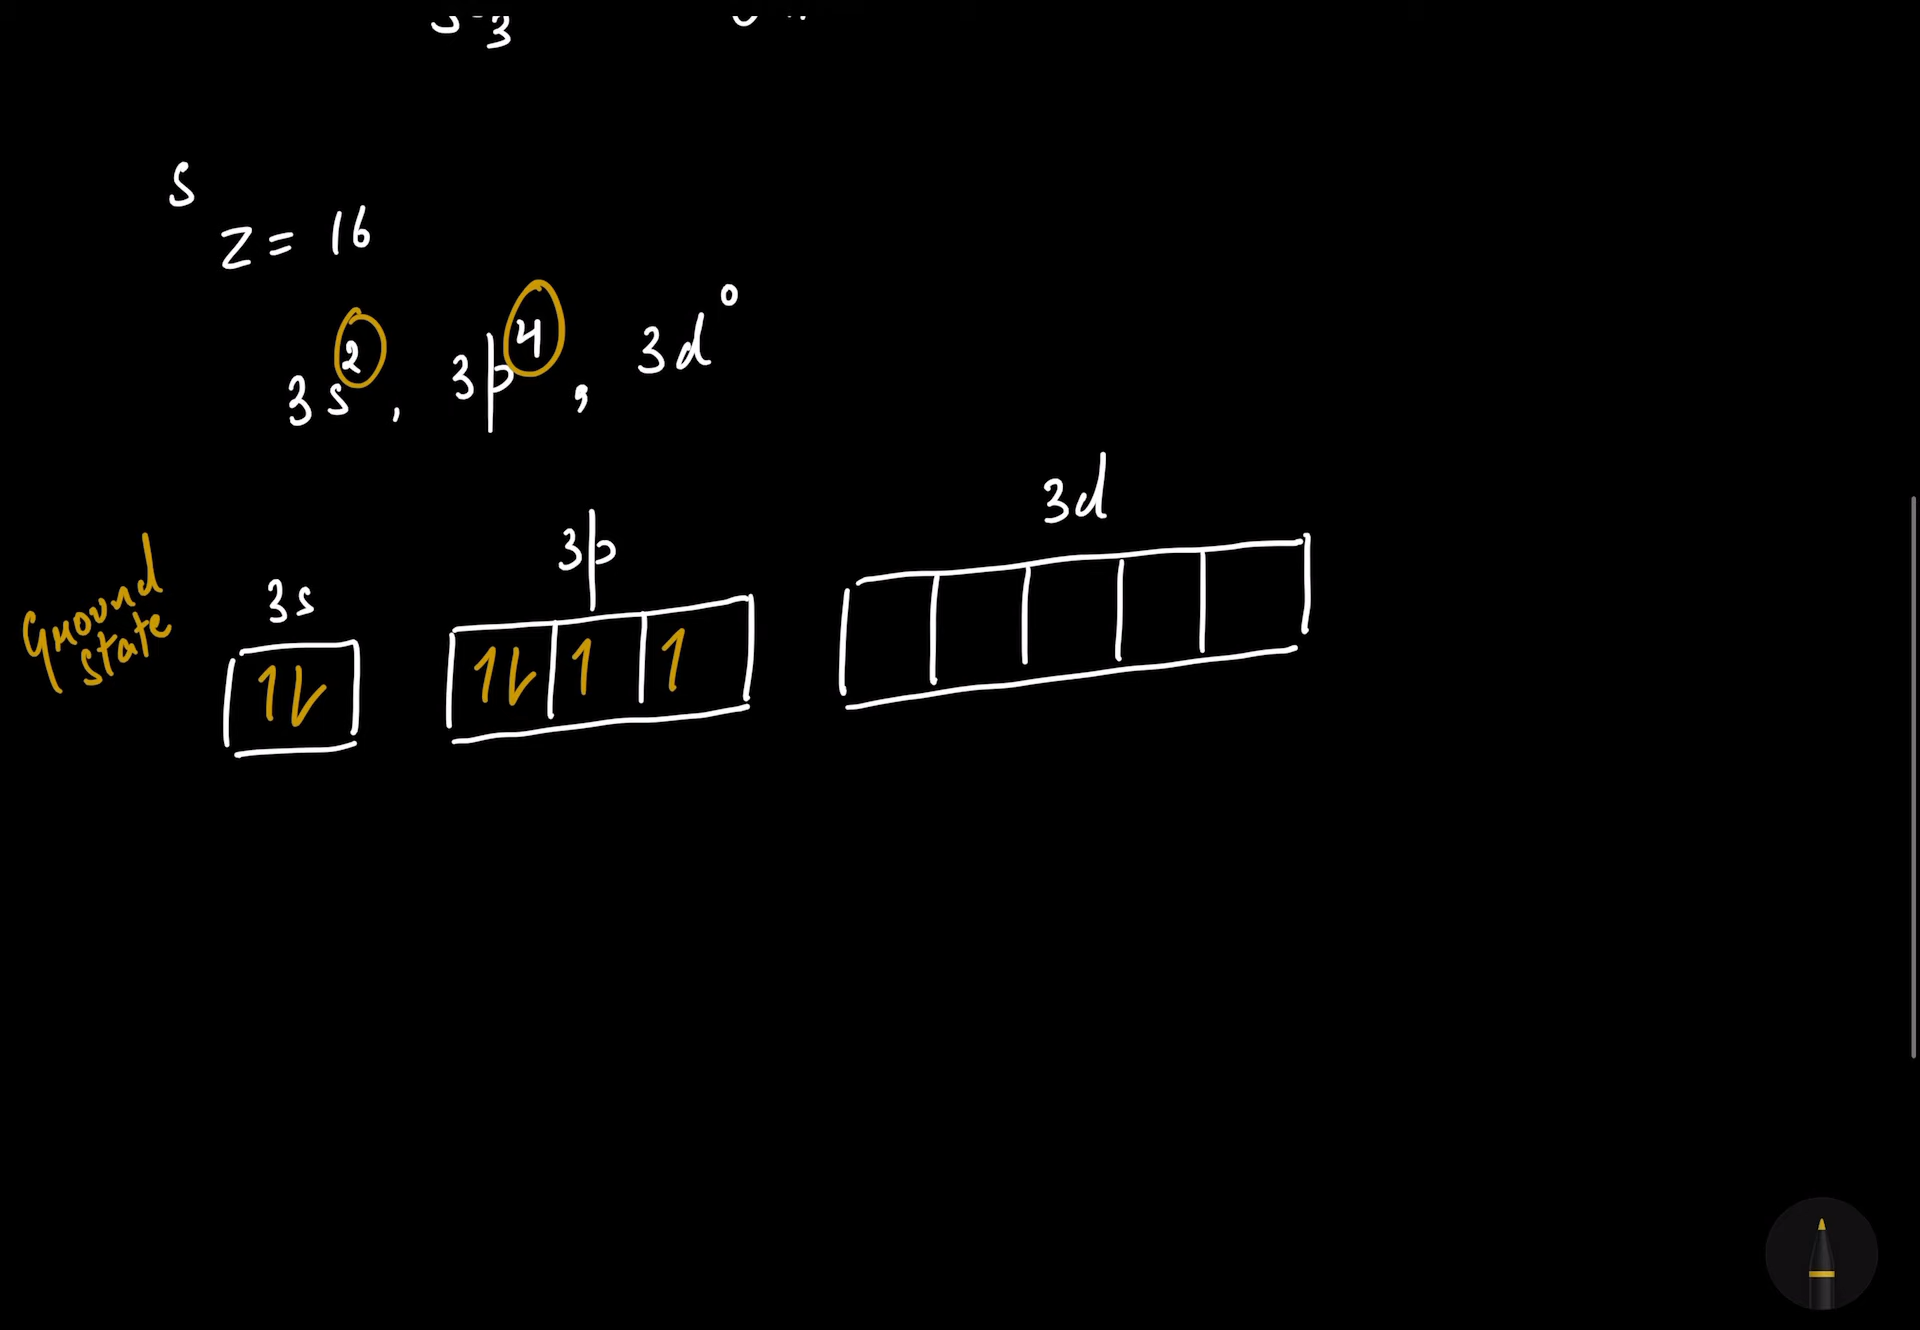 S
Z = 16
3s², 3p⁴, 3d⁰
3d
3p
3s
Ground
state
1⇂
1⇂ 1 1